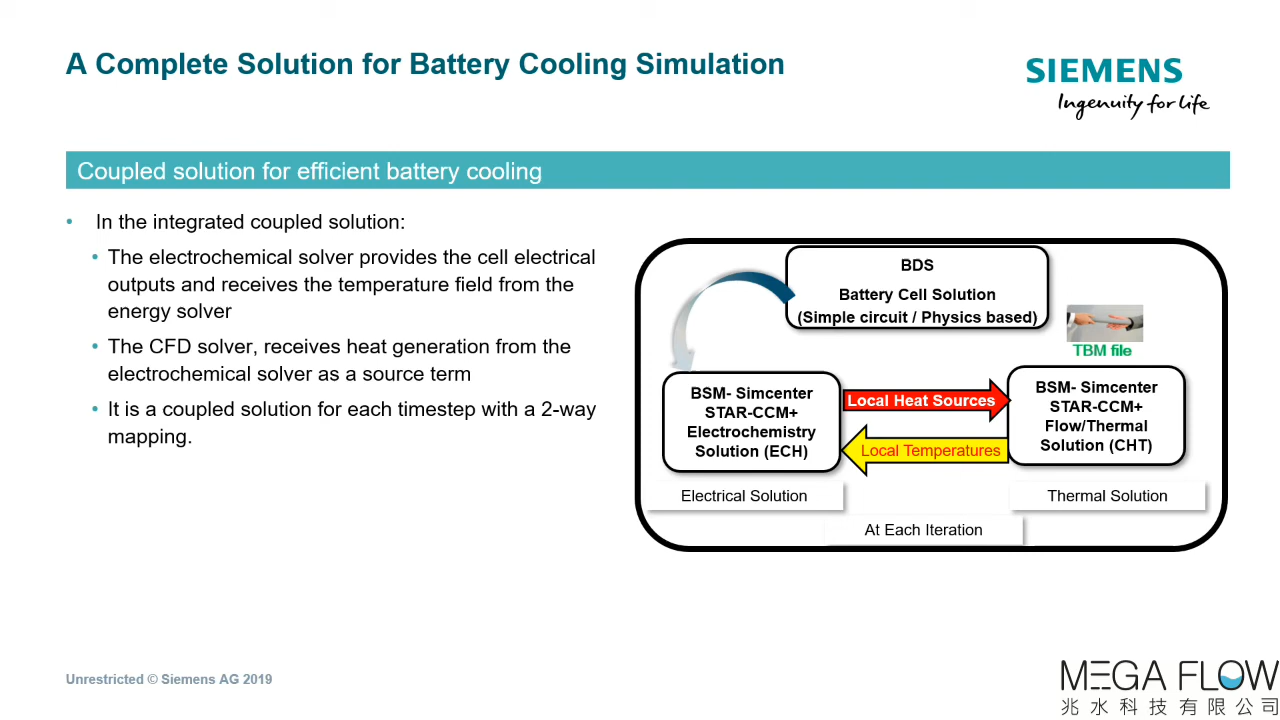 A Complete Solution for Battery Cooling Simulation
SIEMENS
Ingenuity for life
Coupled solution for efficient battery cooling
• In the integrated coupled solution:
• The electrochemical solver provides the cell electrical
outputs and receives the temperature field from the
energy solver
• The CFD solver, receives heat generation from the
electrochemical solver as a source term
• It is a coupled solution for each timestep with a 2-way
mapping.
BDS
Battery Cell Solution
(Simple circuit / Physics based)
TBM file
BSM- Simcenter
STAR-CCM+
Electrochemistry
Solution (ECH)
Local Heat Sources
Local Temperatures
BSM- Simcenter
STAR-CCM+
Flow/Thermal
Solution (CHT)
Electrical Solution
Thermal Solution
At Each Iteration
Unrestricted © Siemens AG 2019
MEGA FLOW
兆水科技有限公司